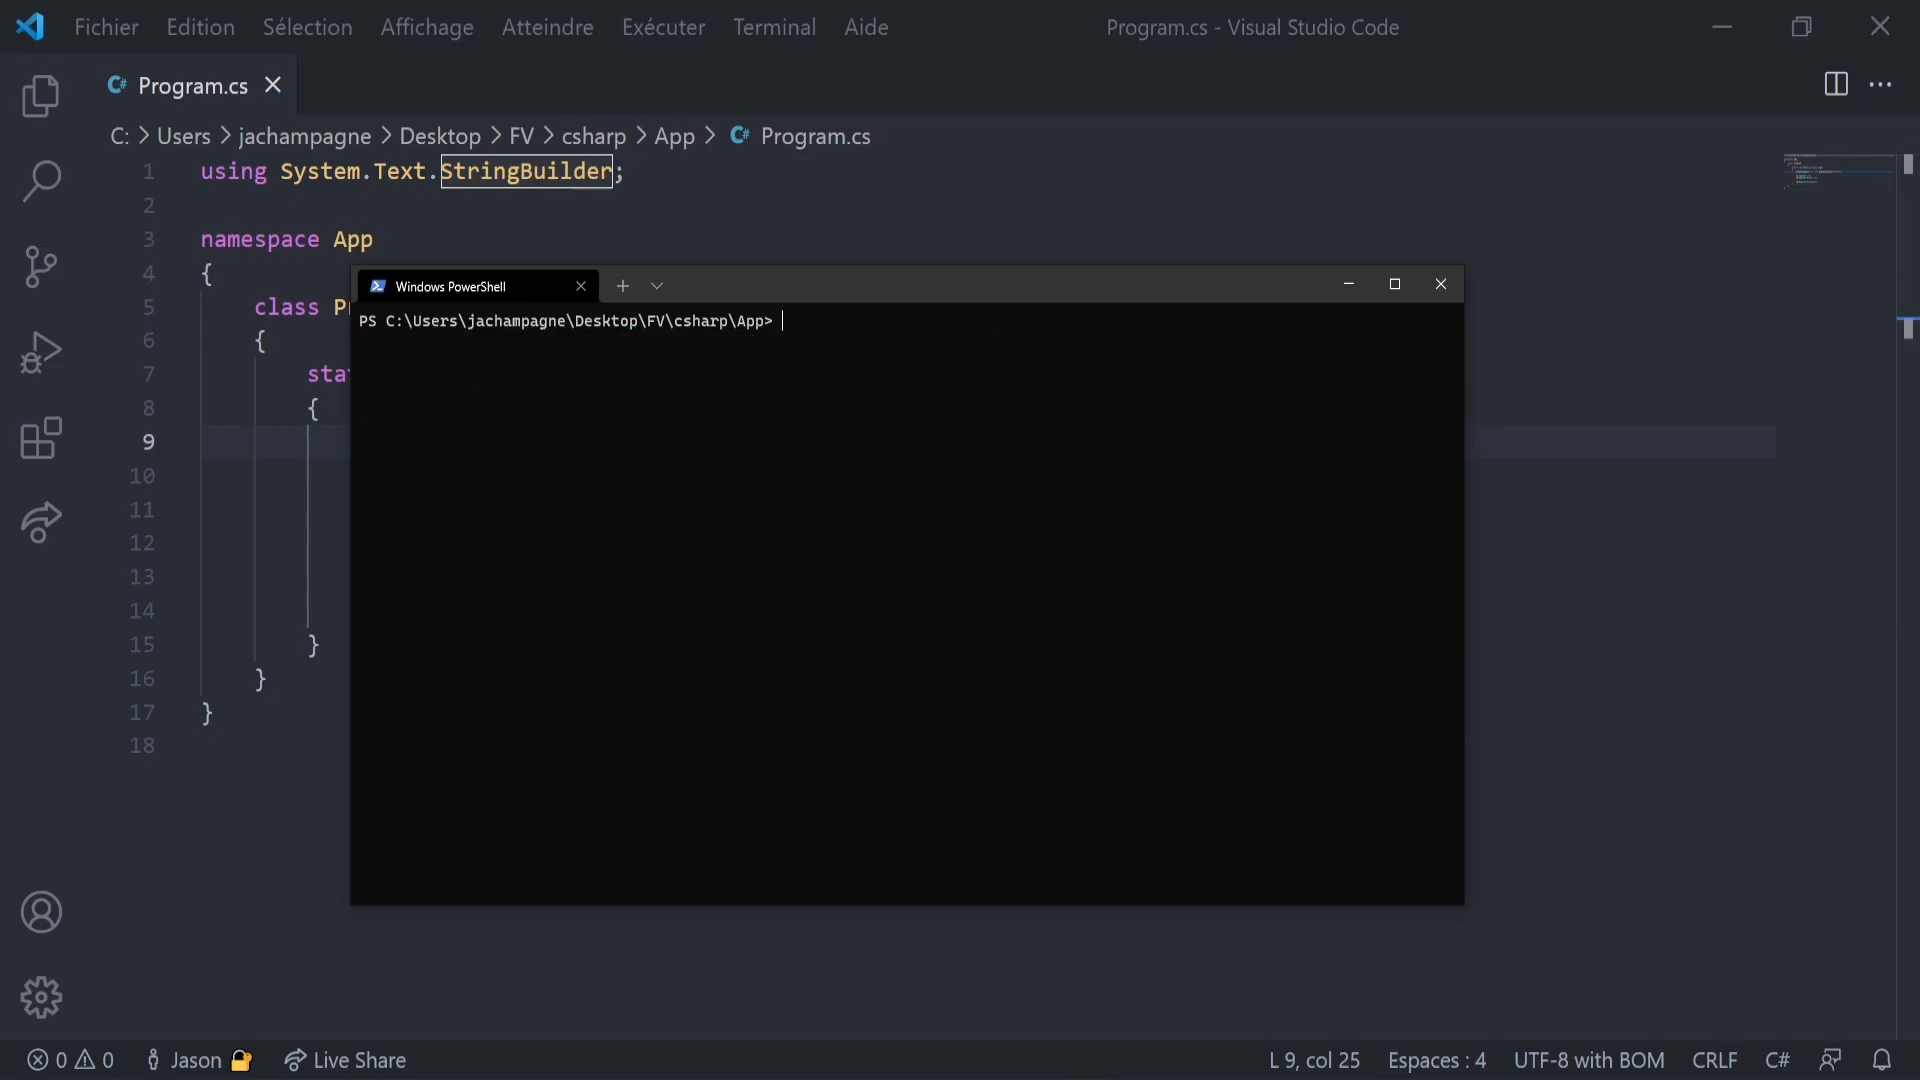 Fichier Edition Sélection Affichage Atteindre Exécuter Terminal Aide Program.cs - Visual Studio Code
C# Program.cs
C: > Users > jachampagne > Desktop > FV > csharp > App > C# Program.cs
1 using System.Text.StringBuilder;
2
3 namespace App
4 {
5 class P
6 {
7 sta
8 {
9
10
11
12
13
14
15 }
16 }
17 }
18
Windows PowerShell
PS C:\Users\jachampagne\Desktop\FV\csharp\App>
0 0 Jason Live Share L 9, col 25 Espaces : 4 UTF-8 with BOM CRLF C#